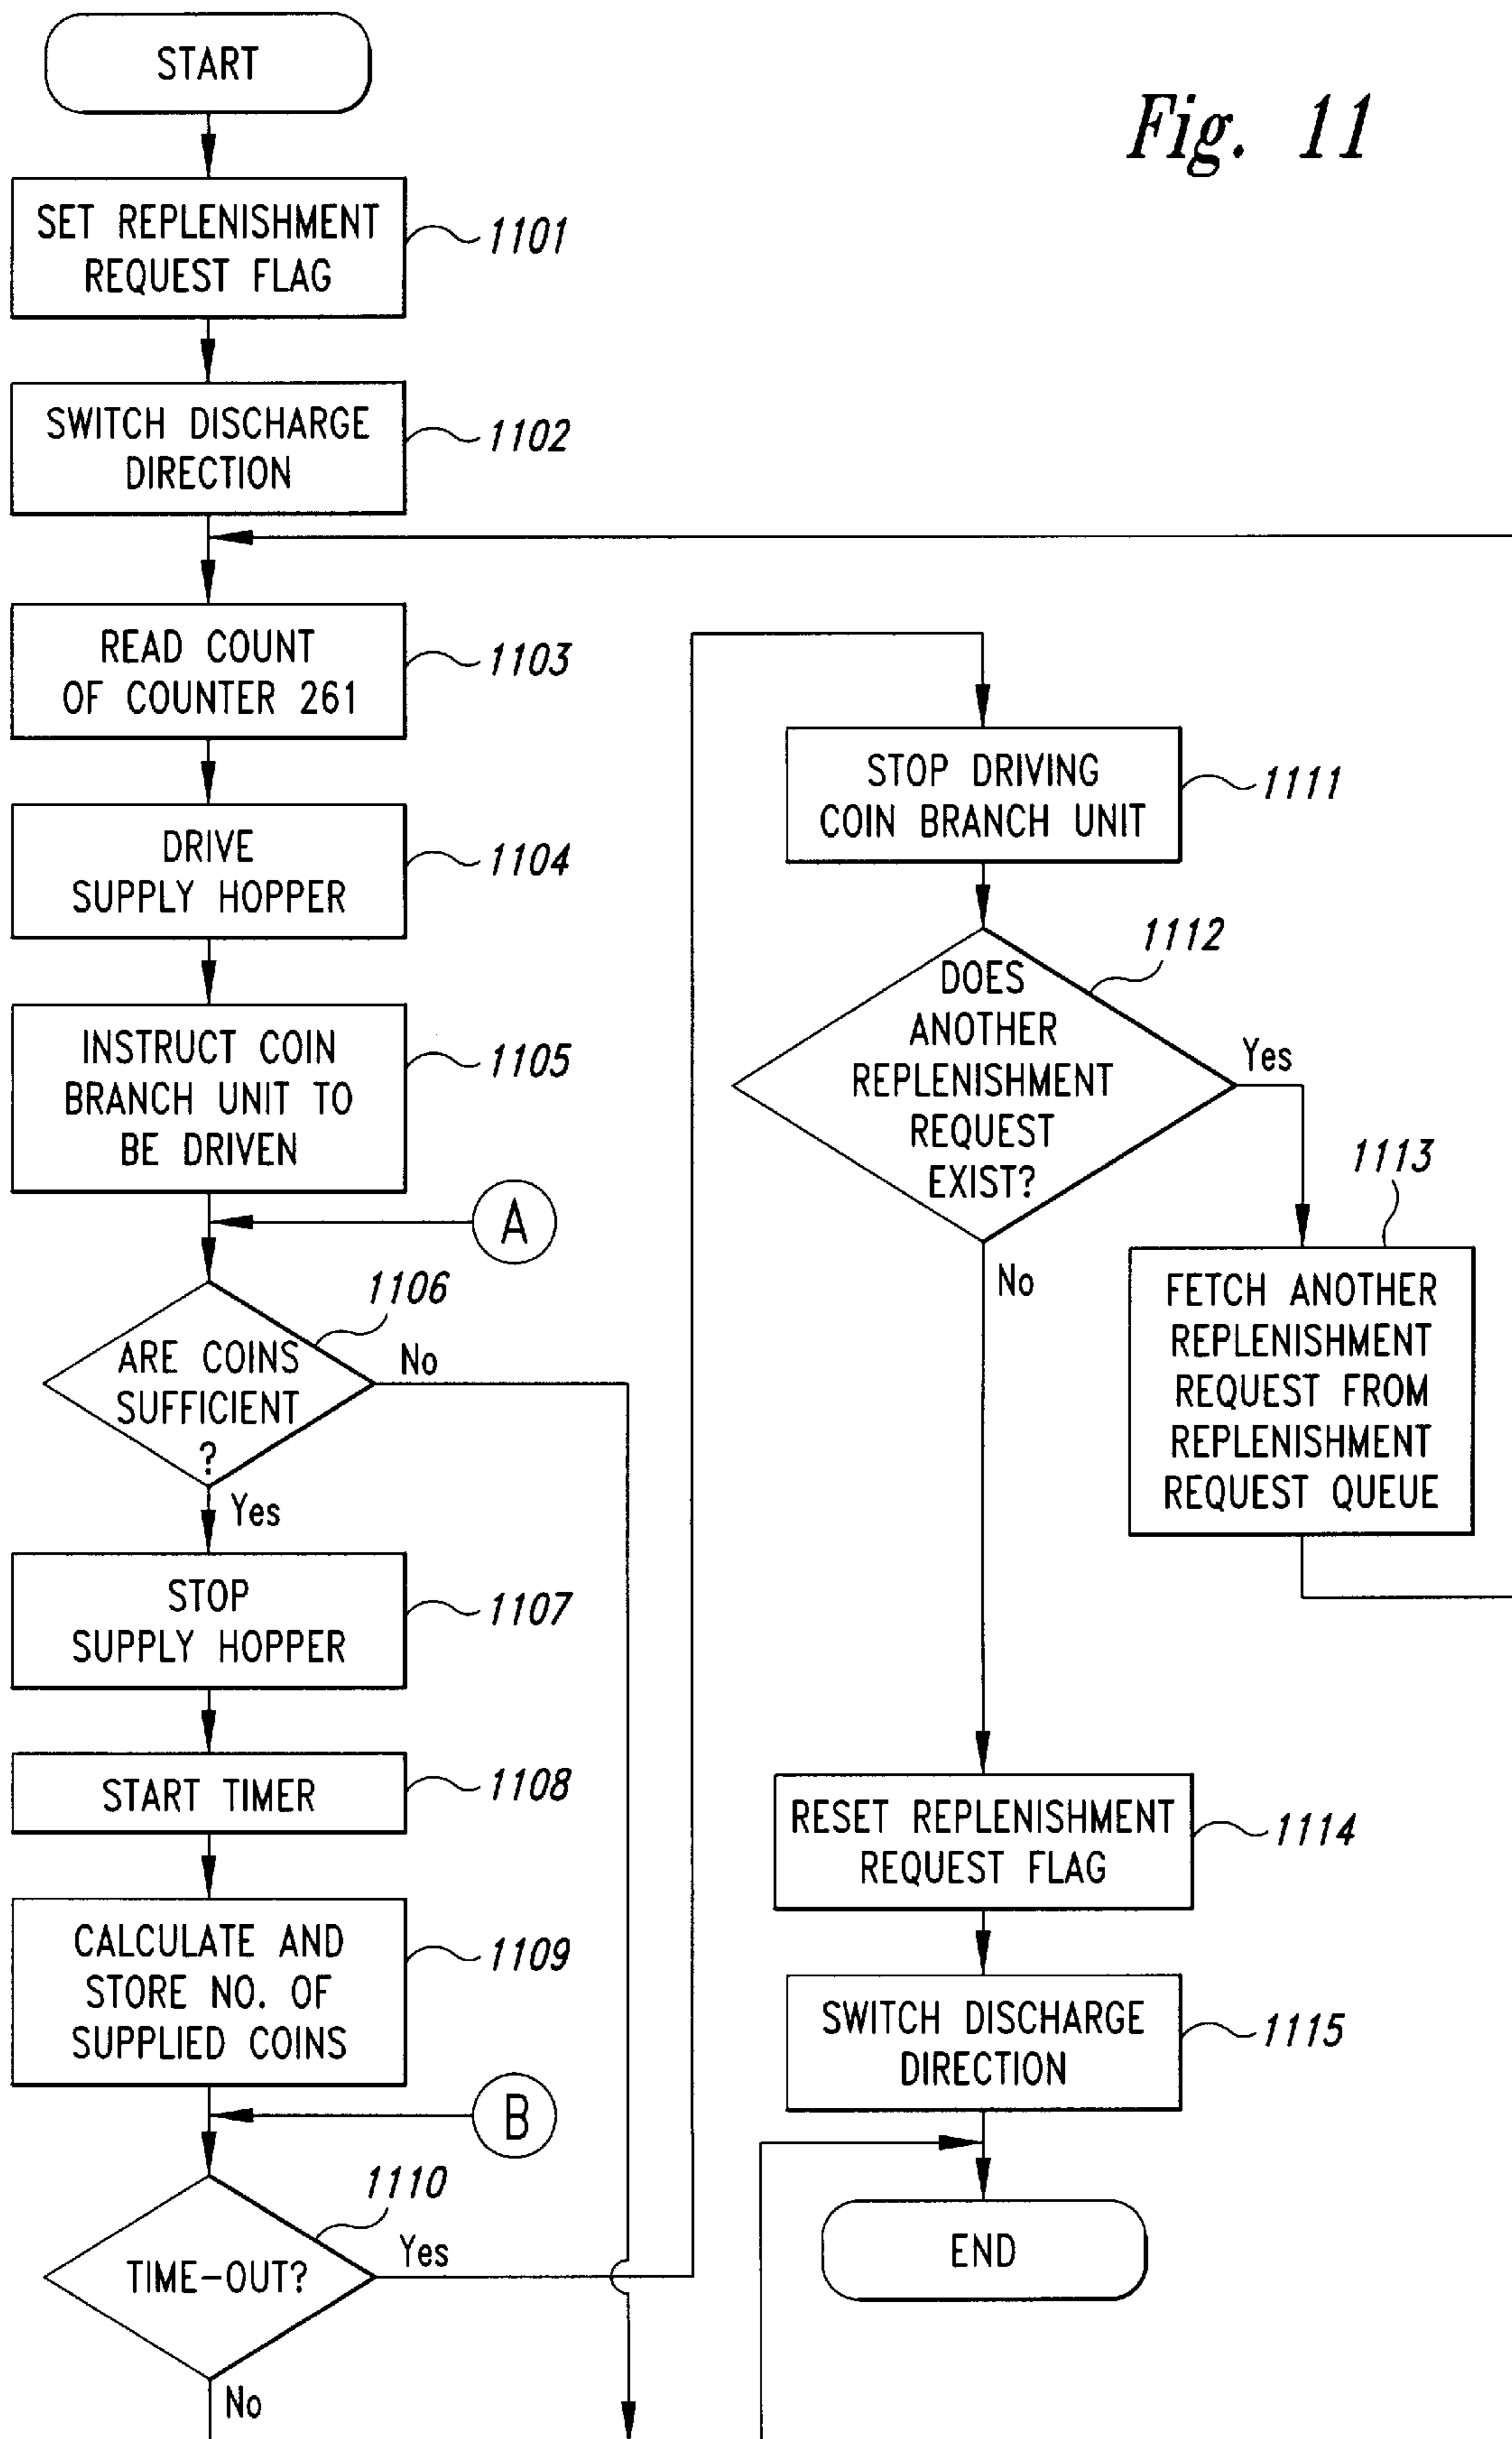 Fig. 11
START
SET REPLENISHMENT
REQUEST FLAG
1101
SWITCH DISCHARGE
DIRECTION
1102
READ COUNT
OF COUNTER 261
1103
DRIVE
SUPPLY HOPPER
1104
INSTRUCT COIN
BRANCH UNIT TO
BE DRIVEN
1105
A
1106
ARE COINS
SUFFICIENT
?
No
Yes
STOP
SUPPLY HOPPER
1107
START TIMER
1108
CALCULATE AND
STORE NO. OF
SUPPLIED COINS
1109
B
1110
TIME-OUT?
Yes
No
STOP DRIVING
COIN BRANCH UNIT
1111
1112
DOES
ANOTHER
REPLENISHMENT
REQUEST
EXIST?
Yes
No
1113
FETCH ANOTHER
REPLENISHMENT
REQUEST FROM
REPLENISHMENT
REQUEST QUEUE
RESET REPLENISHMENT
REQUEST FLAG
1114
SWITCH DISCHARGE
DIRECTION
1115
END